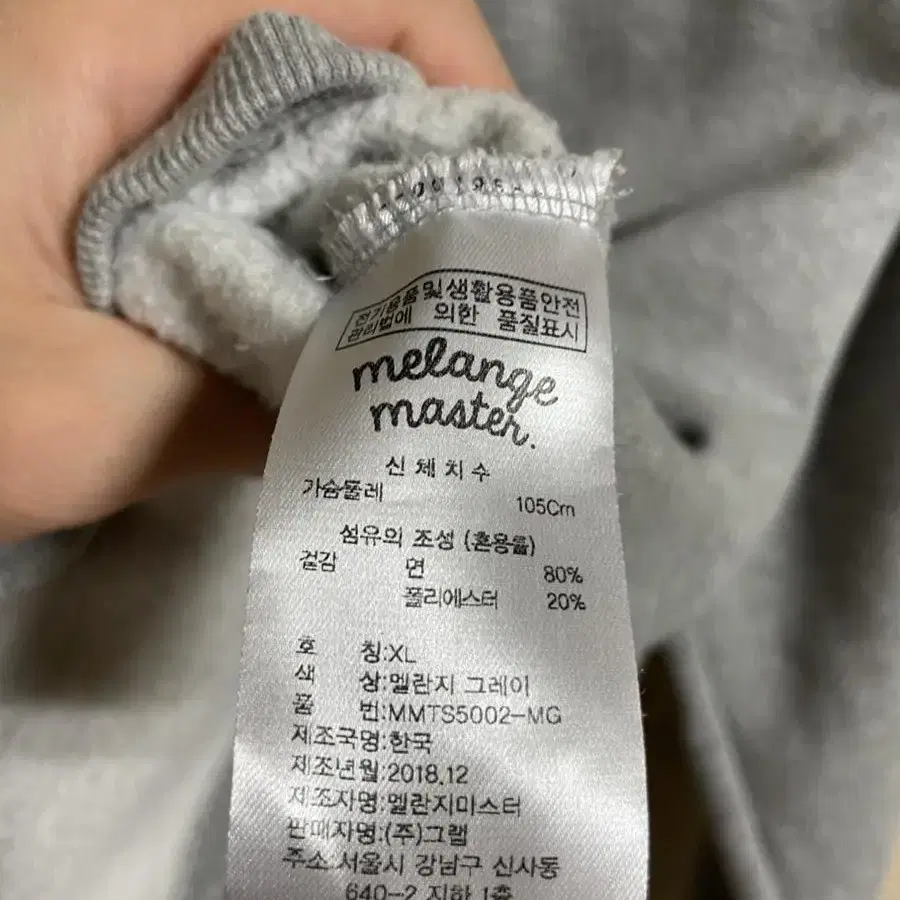 전기용품및생활용품안전
관리법에 의한 품질표시
melange
master.
신체치수
가슴둘레 105Cm
섬유의 조성 (혼용률)
겉감 면 80%
폴리에스터 20%
호 칭:XL
색 상:멜란지 그레이
품 번:MMTS5002-MG
제조국명:한국
제조년월:2018.12
제조자명:멜란지미스터
판매자명:(주)그랩
주소:서울시 강남구 신사동
640-2 지하 1층